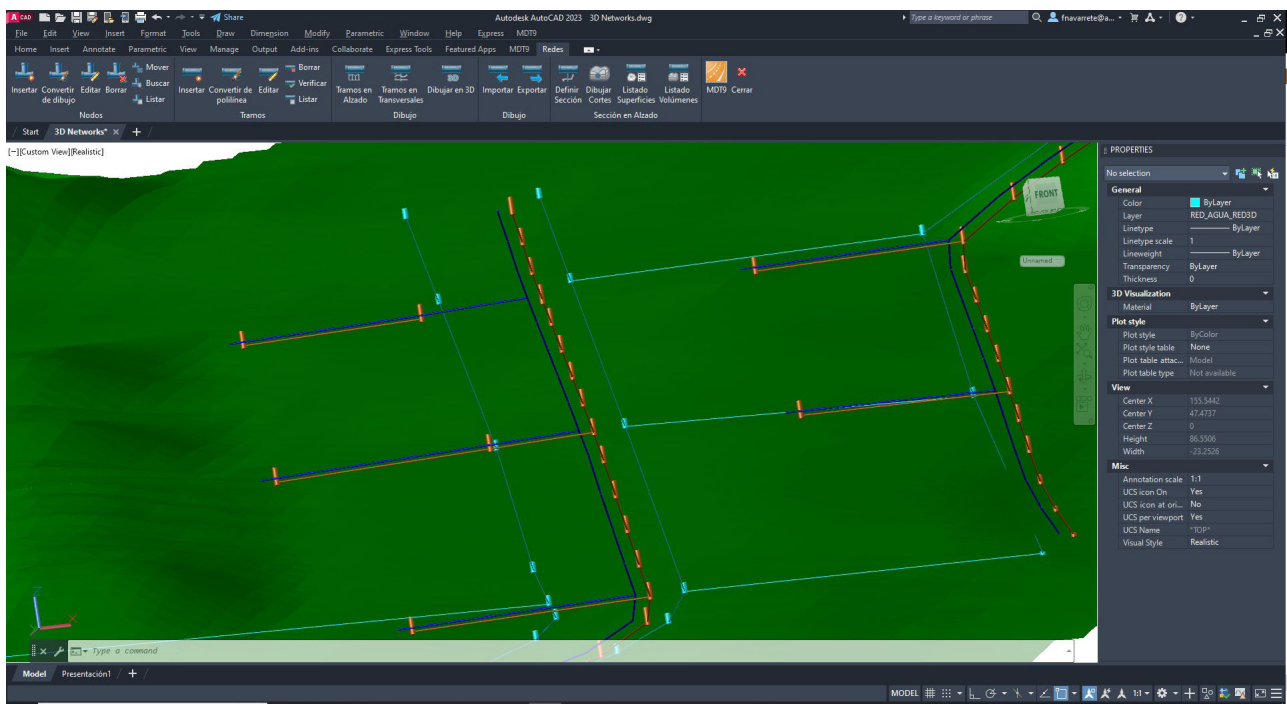 A CAD Share Autodesk AutoCAD 2023 3D Networks.dwg Type a keyword or phrase fnavarrete@a...
File Edit View Insert Format Tools Draw Dimension Modify Parametric Window Help Express MDT9
Home Insert Annotate Parametric View Manage Output Add-ins Collaborate Express Tools Featured Apps MDT9 Redes
Insertar Convertir de dibujo Editar Borrar Mover Buscar Listar
Insertar Convertir de polilínea Editar Borrar Verificar Listar
Tramos en Alzado Tramos en Transversales Dibujar en 3D
Importar Exportar
Definir Sección Dibujar Cortes Listado Superficies Listado Volúmenes
MDT9 Cerrar
Nodos Tramos Dibujo Dibujo Sección en Alzado
Start 3D Networks* × +
[−][Custom View][Realistic]
FRONT
Unnamed
PROPERTIES
No selection
General
Color ByLayer
Layer RED_AGUA_RED3D
Linetype ByLayer
Linetype scale 1
Lineweight ByLayer
Transparency ByLayer
Thickness 0
3D Visualization
Material ByLayer
Plot style
Plot style ByColor
Plot style table None
Plot table attac... Model
Plot table type Not available
View
Center X 155.5442
Center Y 47.4737
Center Z 0
Height 86.5506
Width -23.2526
Misc
Annotation scale 1:1
UCS icon On Yes
UCS icon at ori... No
UCS per viewport Yes
UCS Name *TOP*
Visual Style Realistic
Z X
Type a command
Model Presentación1 +
MODEL 1:1